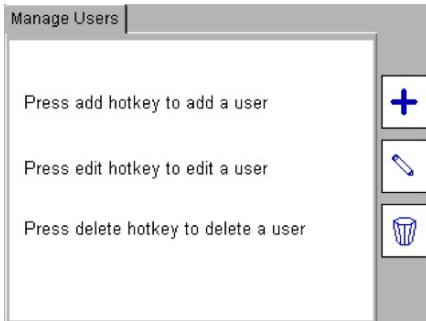 Manage Users
Press add hotkey to add a user
Press edit hotkey to edit a user
Press delete hotkey to delete a user